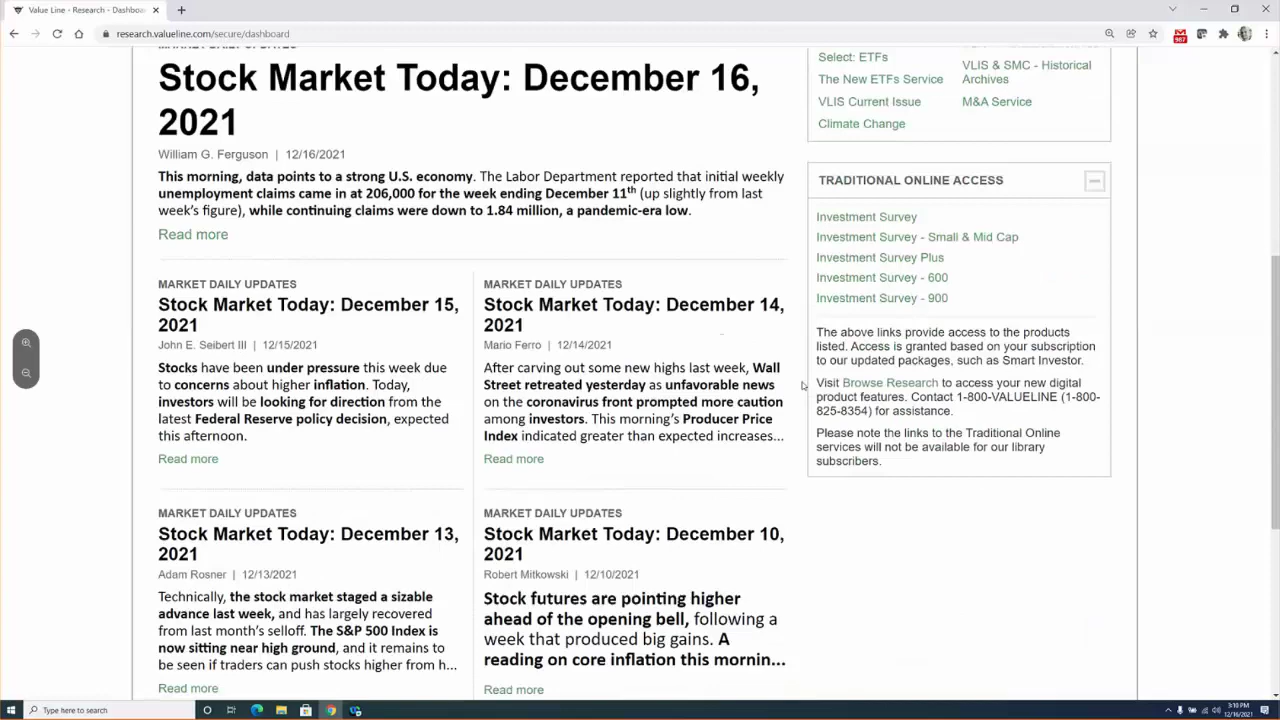 Value Line - Research - Dashboa
research.valueline.com/secure/dashboard
987
MARKET DAILY UPDATES
Stock Market Today: December 16,
2021
William G. Ferguson | 12/16/2021
This morning, data points to a strong U.S. economy. The Labor Department reported that initial weekly
unemployment claims came in at 206,000 for the week ending December 11th (up slightly from last
week's figure), while continuing claims were down to 1.84 million, a pandemic-era low.
Read more
MARKET DAILY UPDATES
Stock Market Today: December 15,
2021
John E. Seibert III | 12/15/2021
Stocks have been under pressure this week due
to concerns about higher inflation. Today,
investors will be looking for direction from the
latest Federal Reserve policy decision, expected
this afternoon.
Read more
MARKET DAILY UPDATES
Stock Market Today: December 14,
2021
Mario Ferro | 12/14/2021
After carving out some new highs last week, Wall
Street retreated yesterday as unfavorable news
on the coronavirus front prompted more caution
among investors. This morning's Producer Price
Index indicated greater than expected increases...
Read more
MARKET DAILY UPDATES
Stock Market Today: December 13,
2021
Adam Rosner | 12/13/2021
Technically, the stock market staged a sizable
advance last week, and has largely recovered
from last month's selloff. The S&P 500 Index is
now sitting near high ground, and it remains to
be seen if traders can push stocks higher from h...
Read more
MARKET DAILY UPDATES
Stock Market Today: December 10,
2021
Robert Mitkowski | 12/10/2021
Stock futures are pointing higher
ahead of the opening bell, following a
week that produced big gains. A
reading on core inflation this mornin...
Read more
Select: ETFs
The New ETFs Service
VLIS Current Issue
Climate Change
VLIS & SMC - Historical
Archives
M&A Service
TRADITIONAL ONLINE ACCESS
Investment Survey
Investment Survey - Small & Mid Cap
Investment Survey Plus
Investment Survey - 600
Investment Survey - 900
The above links provide access to the products
listed. Access is granted based on your subscription
to our updated packages, such as Smart Investor.
Visit Browse Research to access your new digital
product features. Contact 1-800-VALUELINE (1-800-
825-8354) for assistance.
Please note the links to the Traditional Online
services will not be available for our library
subscribers.
Type here to search
3:10 PM
12/16/2021